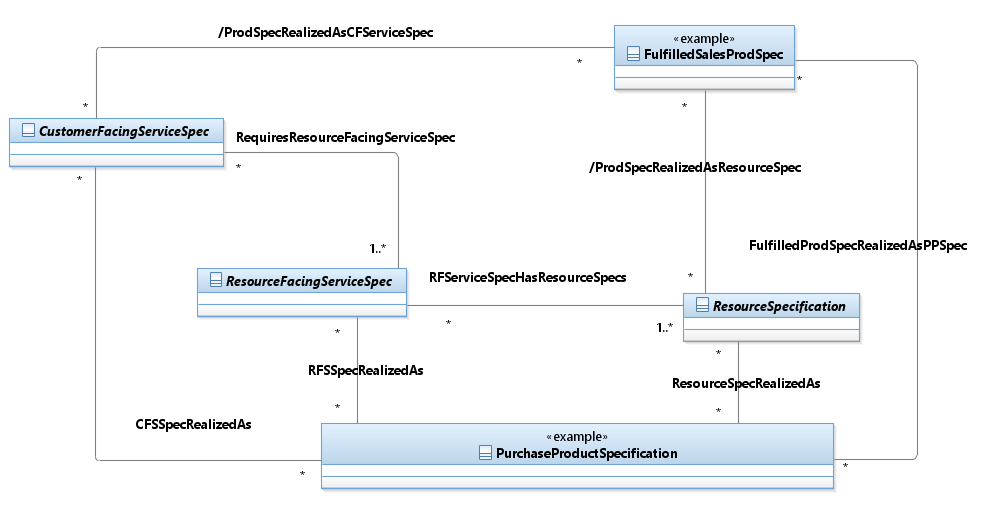 /ProdSpecRealizedAsCFServiceSpec
«example»
FulfilledSalesProdSpec
*
*
*
*
CustomerFacingServiceSpec
RequiresResourceFacingServiceSpec
*
*
/ProdSpecRealizedAsResourceSpec
1..*
FulfilledProdSpecRealizedAsPPSpec
ResourceFacingServiceSpec
RFServiceSpecHasResourceSpecs
*
ResourceSpecification
*
*
1..*
*
RFSSpecRealizedAs
ResourceSpecRealizedAs
*
*
CFSSpecRealizedAs
«example»
PurchaseProductSpecification
*
*